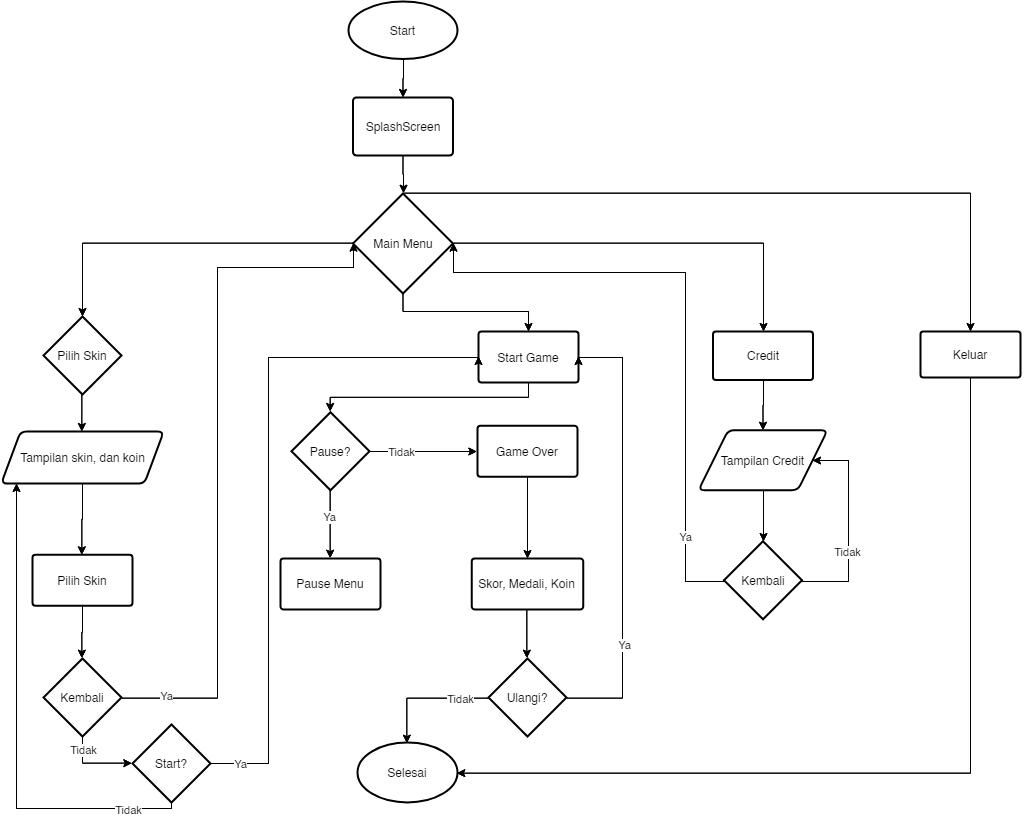 Start
SplashScreen
Main Menu
Pilih Skin
Start Game
Credit
Keluar
Pause?
Tidak
Game Over
Tampilan skin, dan koin
Tampilan Credit
Ya
Ya
Tidak
Pilih Skin
Pause Menu
Skor, Medali, Koin
Kembali
Ya
Kembali
Ya
Tidak
Ulangi?
Tidak
Start?
Ya
Selesai
Tidak